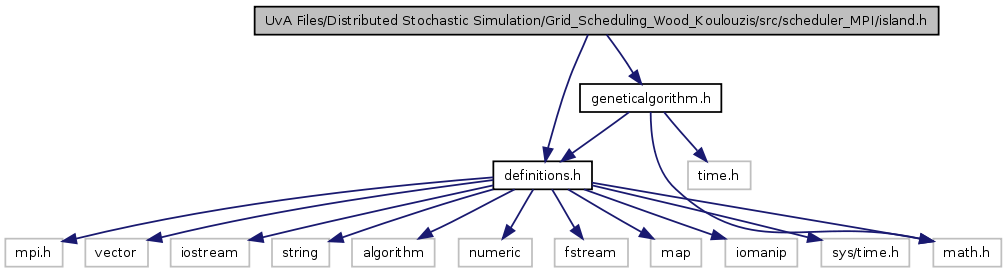 UvA Files/Distributed Stochastic Simulation/Grid_Scheduling_Wood_Koulouzis/src/scheduler_MPI/island.h
geneticalgorithm.h
definitions.h
time.h
mpi.h
vector
iostream
string
algorithm
numeric
fstream
map
iomanip
sys/time.h
math.h